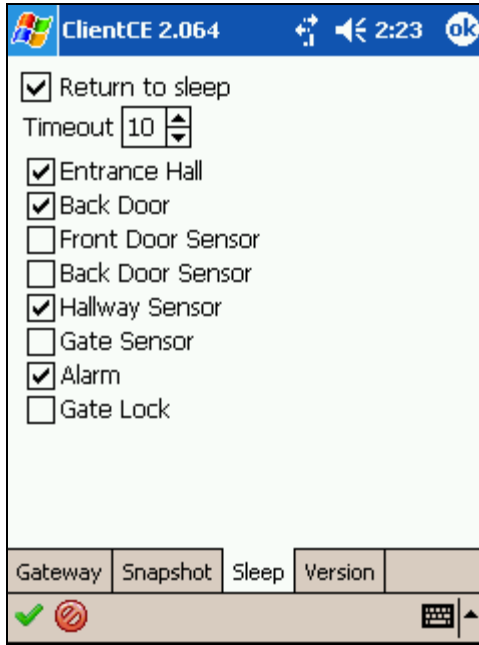 ClientCE 2.064 2:23 ok
Return to sleep
Timeout 10
Entrance Hall
Back Door
Front Door Sensor
Back Door Sensor
Hallway Sensor
Gate Sensor
Alarm
Gate Lock
Gateway Snapshot Sleep Version